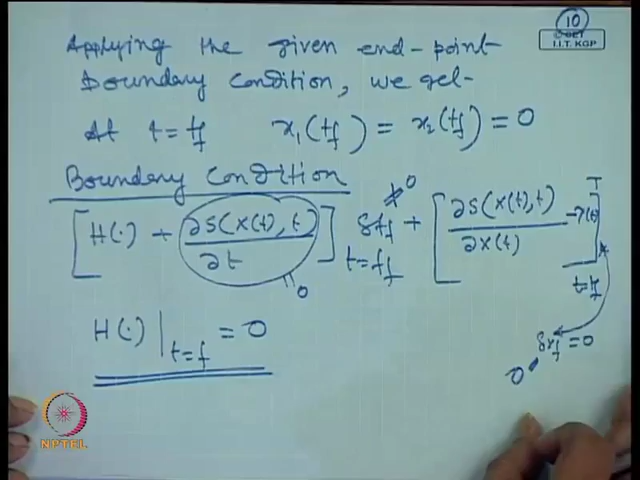 10
CET
I.I.T. KGP
Applying the given end-point
Boundary Condition, we get-
At t = tf x1(tf) = x2(tf) = 0
Boundary Condition
[H(·) + ∂S(X(t), t)/∂t] t=tf δtf + [∂S(X(t), t)/∂X(t) - λ(t)]ᵀ t=tf
≠ 0
= 0
δxf = 0
0
H(·)|t=f = 0
NPTEL